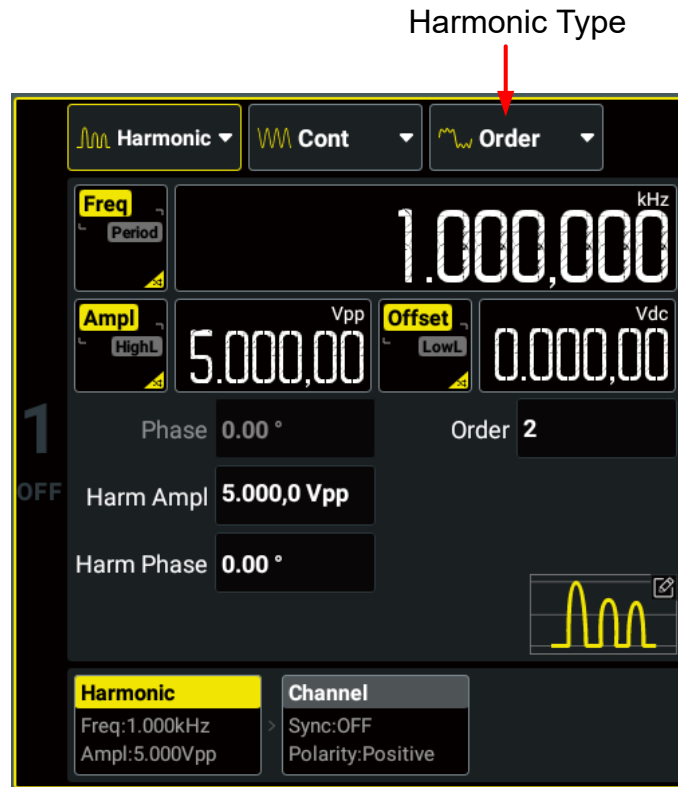 Harmonic Type
Harmonic Cont Order
Freq
Period
kHz
1.000,000
Ampl
HighL
Vpp
5.000,00
Offset
LowL
Vdc
0.000,00
1
OFF
Phase 0.00 °
Order 2
Harm Ampl 5.000,0 Vpp
Harm Phase 0.00 °
Harmonic
Freq:1.000kHz
Ampl:5.000Vpp
>
Channel
Sync:OFF
Polarity:Positive